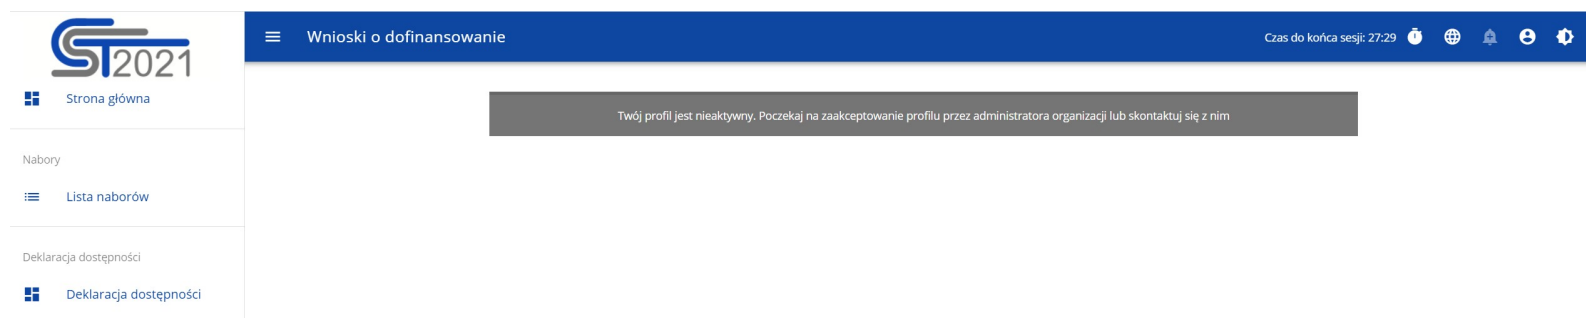 CST2021
Wnioski o dofinansowanie
Czas do końca sesji: 27:29
Strona główna
Twój profil jest nieaktywny. Poczekaj na zaakceptowanie profilu przez administratora organizacji lub skontaktuj się z nim
Nabory
Lista naborów
Deklaracja dostępności
Deklaracja dostępności